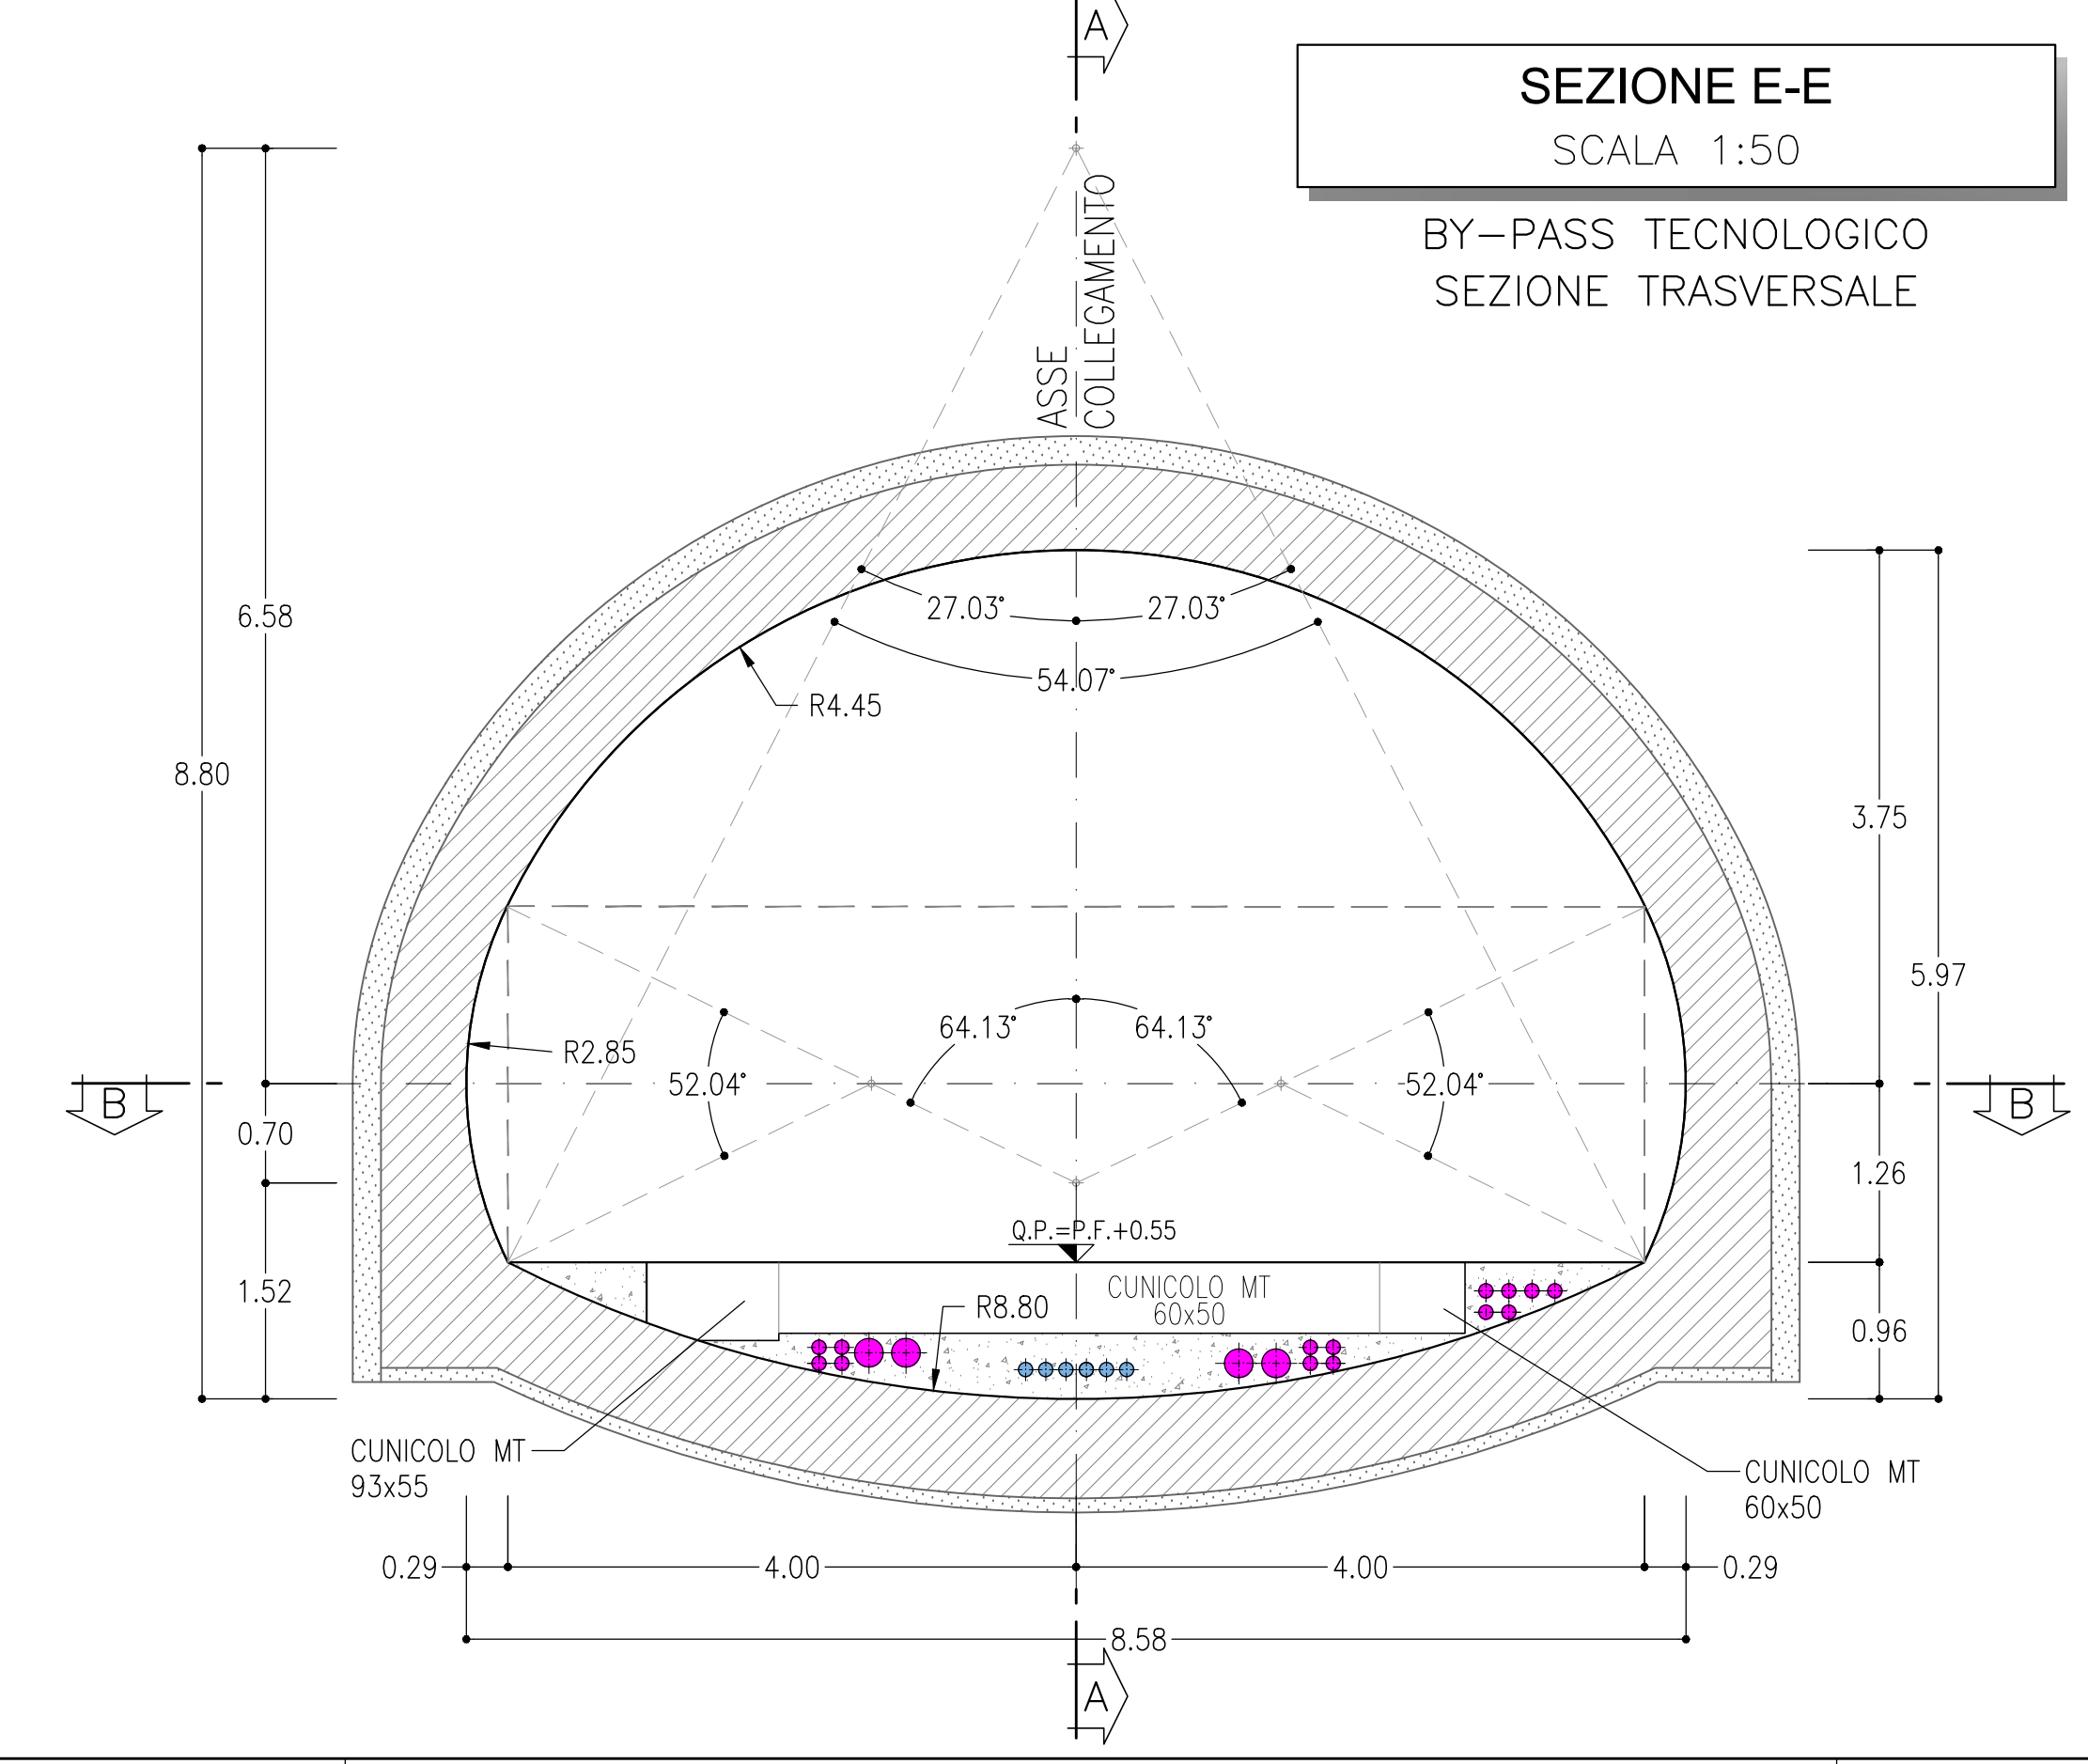 A
SEZIONE E-E
SCALA 1:50
BY-PASS TECNOLOGICO
SEZIONE TRASVERSALE
ASSE
COLLEGAMENTO
6.58
8.80
27.03°
27.03°
54.07°
R4.45
3.75
5.97
64.13°
64.13°
R2.85
52.04°
52.04°
B
B
0.70
1.26
Q.P.=P.F.+0.55
1.52
CUNICOLO MT
60x50
R8.80
0.96
CUNICOLO MT
93x55
CUNICOLO MT
60x50
0.29
4.00
4.00
0.29
8.58
A